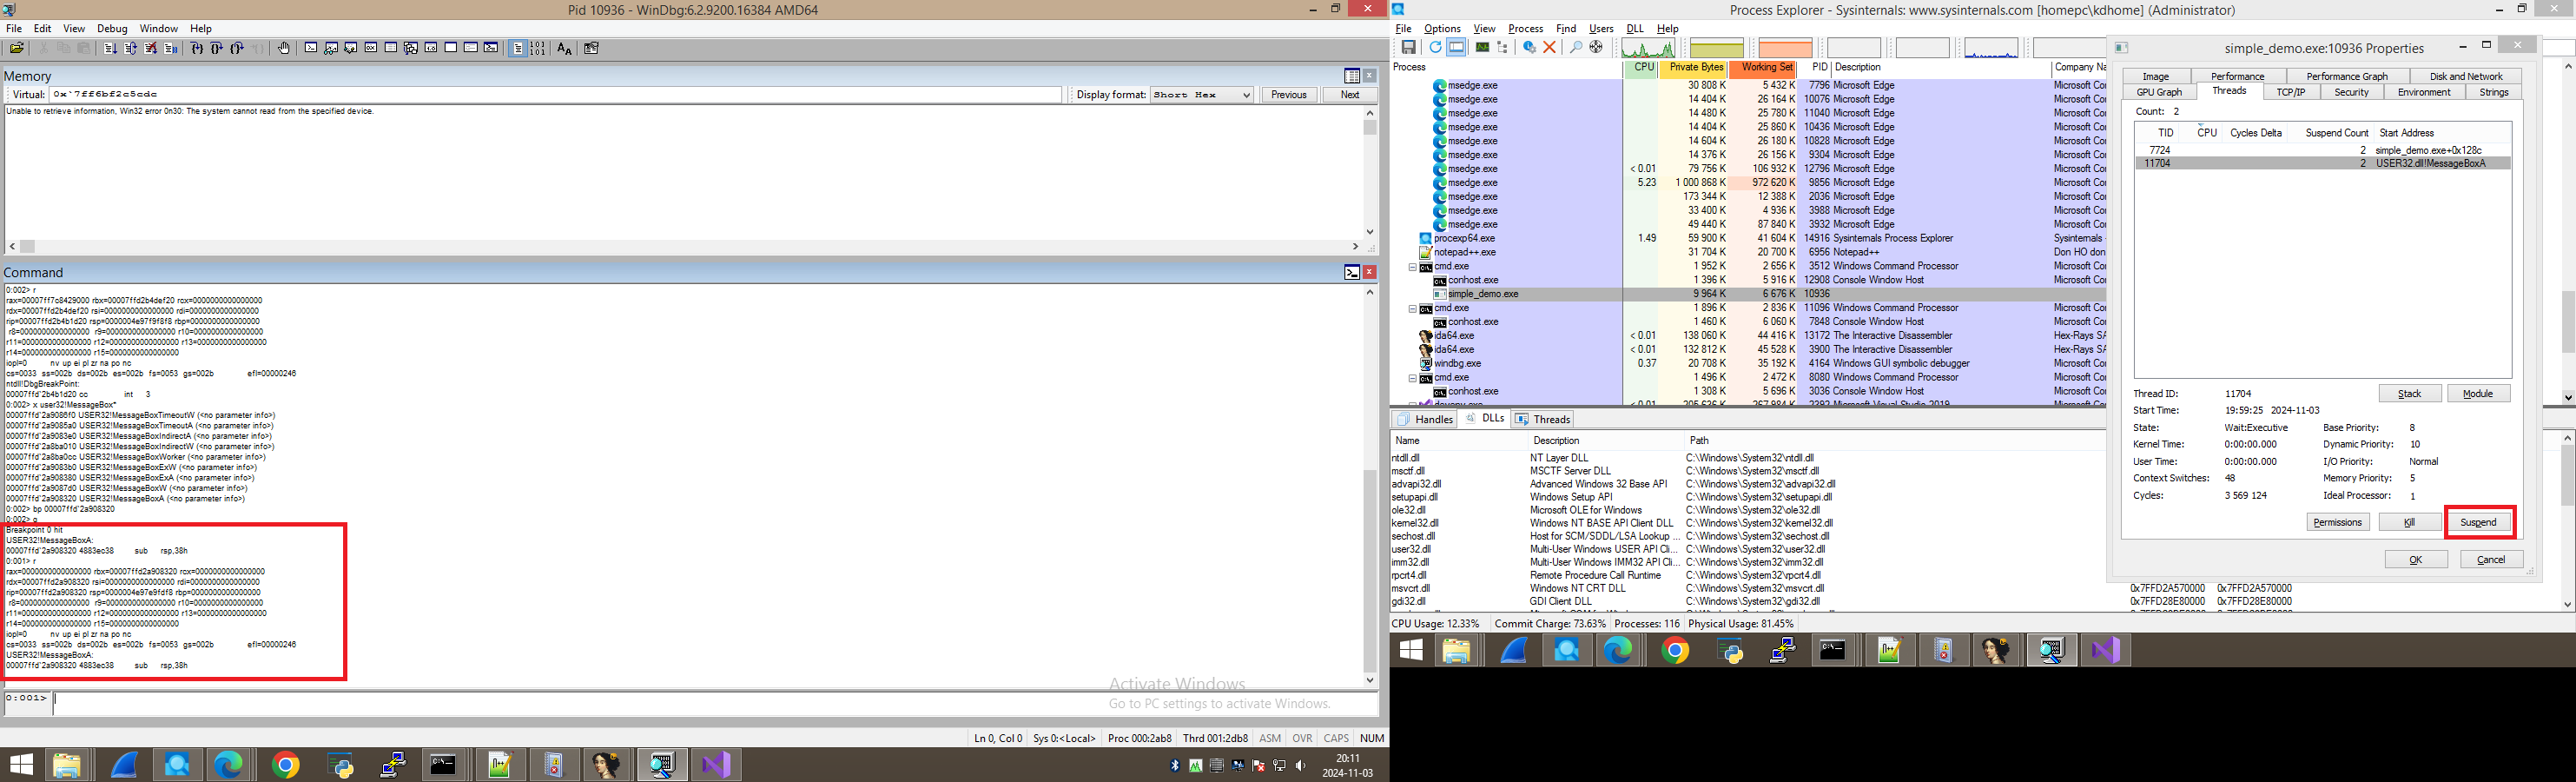 Pid 10936 - WinDbg:6.2.9200.16384 AMD64
File Edit View Debug Window Help
Memory
Virtual: 0x`7ff6bf2c5cdc Display format: Short Hex Previous Next
Unable to retrieve information, Win32 error 0n30: The system cannot read from the specified device.
Command
0:002> r
rax=00007ff7c8429000 rbx=00007ffd2b4def20 rcx=0000000000000000
rdx=00007ffd2b4def20 rsi=0000000000000000 rdi=0000000000000000
rip=00007ffd2b4b1d20 rsp=0000004e97f9f8f8 rbp=0000000000000000
r8=0000000000000000 r9=0000000000000000 r10=0000000000000000
r11=0000000000000000 r12=0000000000000000 r13=0000000000000000
r14=0000000000000000 r15=0000000000000000
iopl=0 nv up ei pl zr na po nc
cs=0033 ss=002b ds=002b es=002b fs=0053 gs=002b efl=00000246
ntdll!DbgBreakPoint:
00007ffd`2b4b1d20 cc int 3
0:002> x user32!MessageBox*
00007ffd`2a9086f0 USER32!MessageBoxTimeoutW (<no parameter info>)
00007ffd`2a9085a0 USER32!MessageBoxTimeoutA (<no parameter info>)
00007ffd`2a9083e0 USER32!MessageBoxIndirectA (<no parameter info>)
00007ffd`2a8ba010 USER32!MessageBoxIndirectW (<no parameter info>)
00007ffd`2a8ba0cc USER32!MessageBoxWorker (<no parameter info>)
00007ffd`2a9083b0 USER32!MessageBoxExW (<no parameter info>)
00007ffd`2a908380 USER32!MessageBoxExA (<no parameter info>)
00007ffd`2a9087d0 USER32!MessageBoxW (<no parameter info>)
00007ffd`2a908320 USER32!MessageBoxA (<no parameter info>)
0:002> bp 00007ffd`2a908320
0:002> g
Breakpoint 0 hit
USER32!MessageBoxA:
00007ffd`2a908320 4883ec38 sub rsp,38h
0:001> r
rax=0000000000000000 rbx=00007ffd2a908320 rcx=0000000000000000
rdx=00007ffd2a908320 rsi=0000000000000000 rdi=0000000000000000
rip=00007ffd2a908320 rsp=0000004e97e9fdf8 rbp=0000000000000000
r8=0000000000000000 r9=0000000000000000 r10=0000000000000000
r11=0000000000000000 r12=0000000000000000 r13=0000000000000000
r14=0000000000000000 r15=0000000000000000
iopl=0 nv up ei pl zr na po nc
cs=0033 ss=002b ds=002b es=002b fs=0053 gs=002b efl=00000246
USER32!MessageBoxA:
00007ffd`2a908320 4883ec38 sub rsp,38h
0:001>
Activate Windows
Go to PC settings to activate Windows.
Ln 0, Col 0 Sys 0:<Local> Proc 000:2ab8 Thrd 001:2db8 ASM OVR CAPS NUM
20:11
2024-11-03
Process Explorer - Sysinternals: www.sysinternals.com [homepc\kdhome] (Administrator)
File Options View Process Find Users DLL Help
Process CPU Private Bytes Working Set PID Description Company Na
msedge.exe 30 808 K 5 432 K 7796 Microsoft Edge Microsoft Co
msedge.exe 14 404 K 26 164 K 10076 Microsoft Edge Microsoft Co
msedge.exe 14 480 K 25 780 K 11040 Microsoft Edge Microsoft Co
msedge.exe 14 404 K 25 860 K 10436 Microsoft Edge Microsoft Co
msedge.exe 14 604 K 26 180 K 10828 Microsoft Edge Microsoft Co
msedge.exe 14 376 K 26 156 K 9304 Microsoft Edge Microsoft Co
msedge.exe < 0.01 79 756 K 106 932 K 12796 Microsoft Edge Microsoft Co
msedge.exe 5.23 1 000 868 K 972 620 K 9856 Microsoft Edge Microsoft Co
msedge.exe 173 344 K 12 388 K 2036 Microsoft Edge Microsoft Co
msedge.exe 33 400 K 4 936 K 3988 Microsoft Edge Microsoft Co
msedge.exe 49 440 K 87 840 K 3932 Microsoft Edge Microsoft Co
procexp64.exe 1.49 59 900 K 41 604 K 14916 Sysinternals Process Explorer Sysinternals
notepad++.exe 31 704 K 20 700 K 6956 Notepad++ Don HO don
cmd.exe 1 952 K 2 656 K 3512 Windows Command Processor Microsoft Co
conhost.exe 1 396 K 5 916 K 12908 Console Window Host Microsoft Co
simple_demo.exe 9 964 K 6 676 K 10936
cmd.exe 1 896 K 2 836 K 11096 Windows Command Processor Microsoft Co
conhost.exe 1 460 K 6 060 K 7848 Console Window Host Microsoft Co
ida64.exe < 0.01 138 060 K 44 416 K 13172 The Interactive Disassembler Hex-Rays SA
ida64.exe < 0.01 132 812 K 45 528 K 3900 The Interactive Disassembler Hex-Rays SA
windbg.exe 0.37 20 708 K 35 192 K 4164 Windows GUI symbolic debugger Microsoft Co
cmd.exe 1 496 K 2 472 K 8080 Windows Command Processor Microsoft Co
conhost.exe 1 308 K 5 696 K 3036 Console Window Host Microsoft Co
Handles DLLs Threads
Name Description Path
ntdll.dll NT Layer DLL C:\Windows\System32\ntdll.dll
msctf.dll MSCTF Server DLL C:\Windows\System32\msctf.dll
advapi32.dll Advanced Windows 32 Base API C:\Windows\System32\advapi32.dll
setupapi.dll Windows Setup API C:\Windows\System32\setupapi.dll
ole32.dll Microsoft OLE for Windows C:\Windows\System32\ole32.dll
kernel32.dll Windows NT BASE API Client DLL C:\Windows\System32\kernel32.dll
sechost.dll Host for SCM/SDDL/LSA Lookup ... C:\Windows\System32\sechost.dll
user32.dll Multi-User Windows USER API Cli... C:\Windows\System32\user32.dll
imm32.dll Multi-User Windows IMM32 API Cli... C:\Windows\System32\imm32.dll
rpcrt4.dll Remote Procedure Call Runtime C:\Windows\System32\rpcrt4.dll
msvcrt.dll Windows NT CRT DLL C:\Windows\System32\msvcrt.dll 0x7FFD2A570000 0x7FFD2A570000
gdi32.dll GDI Client DLL C:\Windows\System32\gdi32.dll 0x7FFD28E80000 0x7FFD28E80000
CPU Usage: 12.33% Commit Charge: 73.63% Processes: 116 Physical Usage: 81.45%
simple_demo.exe:10936 Properties
Image Performance Performance Graph Disk and Network
GPU Graph Threads TCP/IP Security Environment Strings
Count: 2
TID CPU Cycles Delta Suspend Count Start Address
7724 2 simple_demo.exe+0x128c
11704 2 USER32.dll!MessageBoxA
Thread ID: 11704 Stack Module
Start Time: 19:59:25 2024-11-03
State: Wait:Executive Base Priority: 8
Kernel Time: 0:00:00.000 Dynamic Priority: 10
User Time: 0:00:00.000 I/O Priority: Normal
Context Switches: 48 Memory Priority: 5
Cycles: 3 569 124 Ideal Processor: 1
Permissions Kill Suspend
OK Cancel